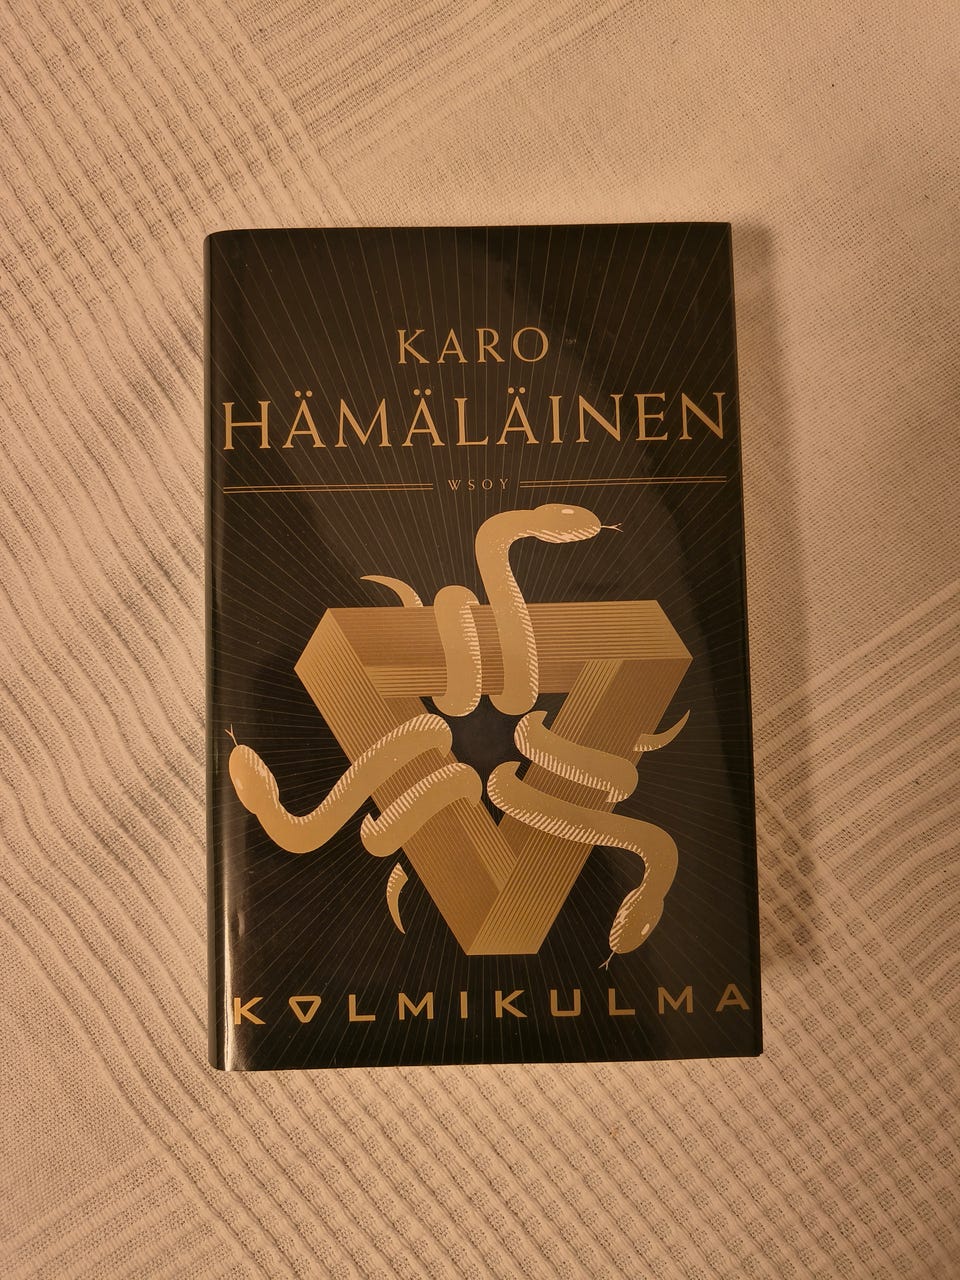 KARO
HÄMÄLÄINEN
WSOY
KOLMIKULMA